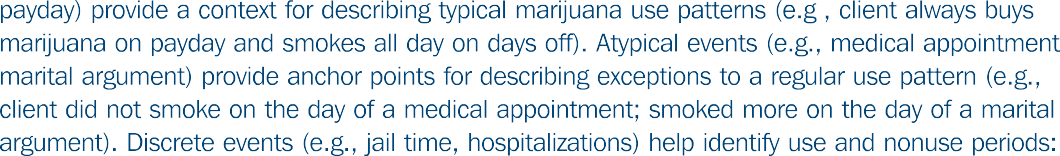 payday) provide a context for describing typical marijuana use patterns (e.g , client always buys
marijuana on payday and smokes all day on days off). Atypical events (e.g., medical appointment
marital argument) provide anchor points for describing exceptions to a regular use pattern (e.g.,
client did not smoke on the day of a medical appointment; smoked more on the day of a marital
argument). Discrete events (e.g., jail time, hospitalizations) help identify use and nonuse periods.